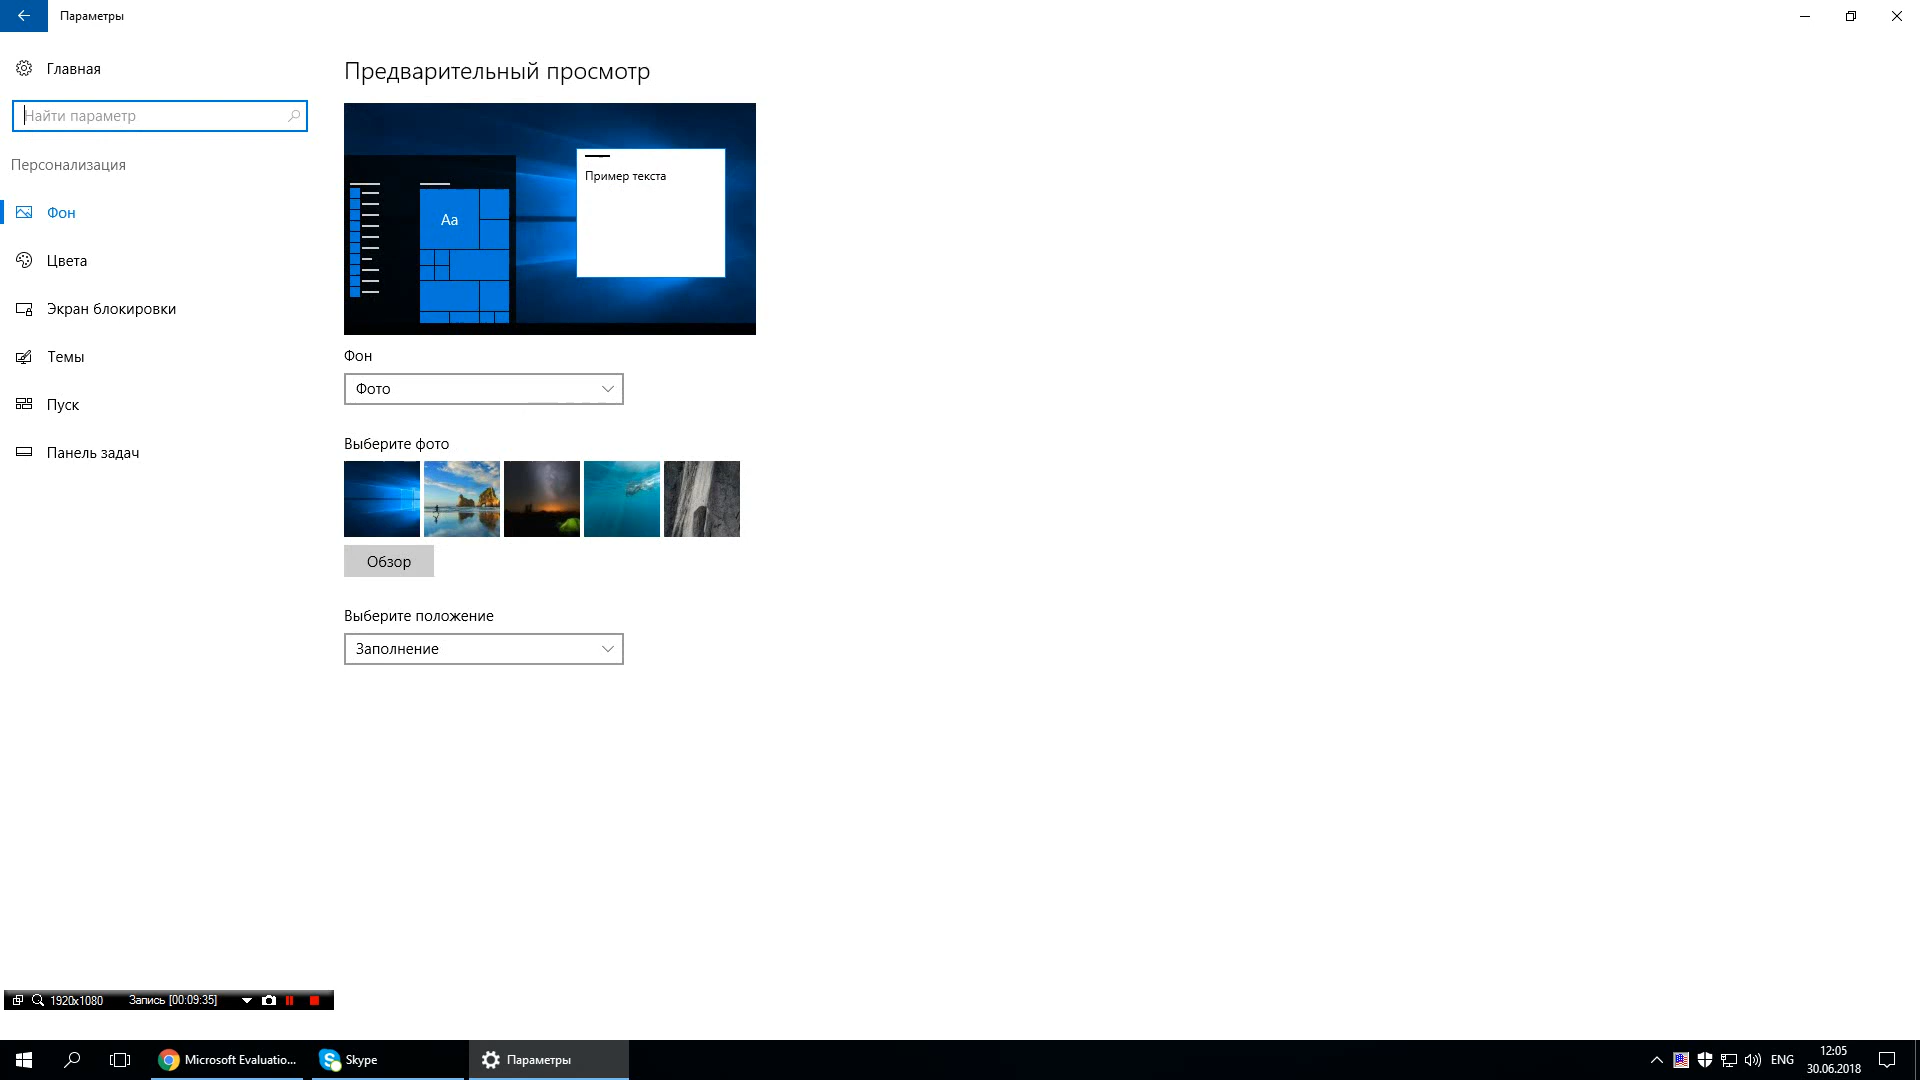 Параметры
Главная
Найти параметр
Персонализация
Фон
Цвета
Экран блокировки
Темы
Пуск
Панель задач
Предварительный просмотр
Пример текста
Aa
Фон
Фото
Выберите фото
Обзор
Выберите положение
Заполнение
1920x1080 Запись [00:09:35]
Microsoft Evaluatio...
Skype
Параметры
ENG
12:05
30.06.2018